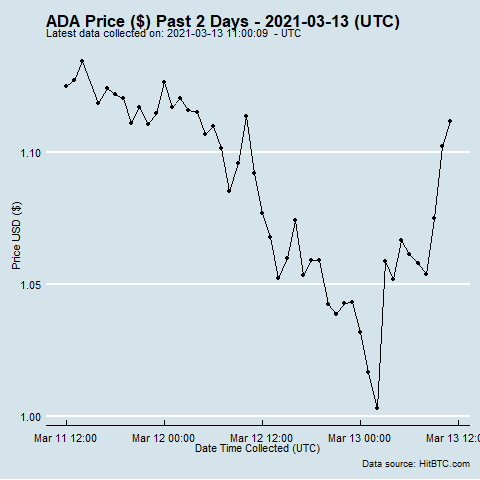 ADA Price ($) Past 2 Days - 2021-03-13 (UTC)
Latest data collected on: 2021-03-13 11:00:09 - UTC
1.10
1.05
1.00
Price USD ($)
Mar 11 12:00 Mar 12 00:00 Mar 12 12:00 Mar 13 00:00 Mar 13 12:00
Date Time Collected (UTC)
Data source: HitBTC.com